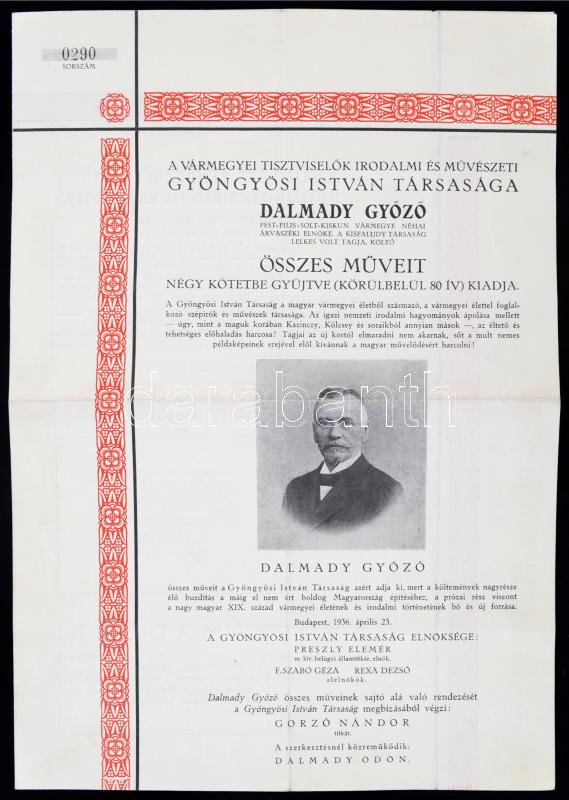 0290
SORSZÁM
A VÁRMEGYEI TISZTVISELŐK IRODALMI ÉS MŰVÉSZETI
GYÖNGYÖSI ISTVÁN TÁRSASÁGA
DALMADY GYŐZŐ
PEST-PILIS-SOLT-KISKUN VÁRMEGYE NÉHAI
ÁRVASZÉKI ELNÖKE, A KISFALUDY TÁRSASÁG
LELKES VOLT TAGJA, KÖLTŐ
ÖSSZES MŰVEIT
NÉGY KÖTETBE GYÜJTVE (KÖRÜLBELÜL 80 ÍV) KIADJA.
A Gyöngyösi István Társaság a magyar vármegyei életből származó, a vármegyei élettel foglal-
kozó szépírók és művészek társasága. Az igazi nemzeti irodalmi hagyományok ápolása mellett
— úgy, mint a maguk korában Kazinczy, Kölcsey és soraikból annyian mások —, az éltető és
tehetséges előhaladás harcosa! Tagjai az új kortól elmaradni nem akarnak, sőt a mult nemes
példaképeinek erejével elől kívánnak a magyar művelődésért harcolni!
darabanth
DALMADY GYŐZŐ
összes műveit a Gyöngyösi István Társaság azért adja ki, mert a költemények nagyrésze
élő buzdítás a máig el nem ért boldog Magyarország építéséhez, a prózai rész viszont
a nagy magyar XIX. század vármegyei életének és irodalmi történetének bő és új forrása.
Budapest, 1936. április 23.
A GYÖNGYÖSI ISTVÁN TÁRSASÁG ELNÖKSÉGE:
PRESZLY ELEMÉR
m. kir. belügyi államtitkár, elnök,
F. SZABÓ GÉZA REXA DEZSŐ
alelnökök.
Dalmady Győző összes műveinek sajtó alá való rendezését
a Gyöngyösi István Társaság megbízásából végzi:
GORZÓ NÁNDOR
titkár.
A szerkesztésnél közreműködik:
DALMADY ÖDÖN.